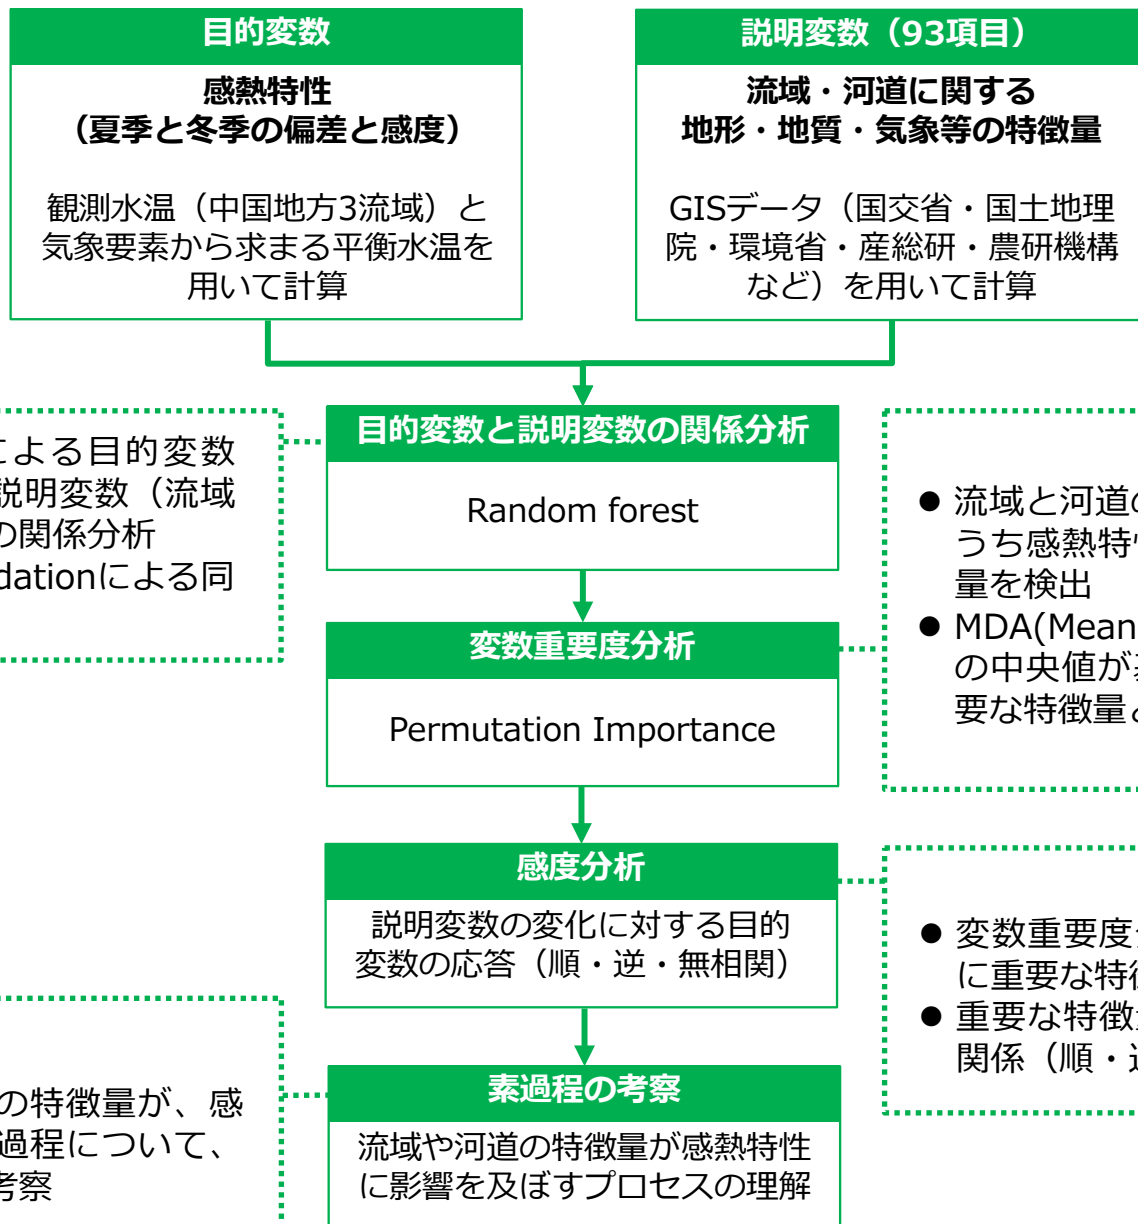 目的変数
感熱特性
（夏季と冬季の偏差と感度）
観測水温（中国地方3流域）と
気象要素から求まる平衡水温を
用いて計算
説明変数（93項目）
流域・河道に関する
地形・地質・気象等の特徴量
GISデータ（国交省・国土地理
院・環境省・産総研・農研機構
など）を用いて計算
目的変数と説明変数の関係分析
Random forest
による目的変数
説明変数（流域
の関係分析
dationによる同
変数重要度分析
Permutation Importance
● 流域と河道の
うち感熱特
量を検出
● MDA(Mean
の中央値が
要な特徴量
感度分析
説明変数の変化に対する目的
変数の応答（順・逆・無相関）
● 変数重要度
に重要な特
● 重要な特徴
関係（順・
素過程の考察
流域や河道の特徴量が感熱特性
に影響を及ぼすプロセスの理解
の特徴量が、感
過程について、
考察